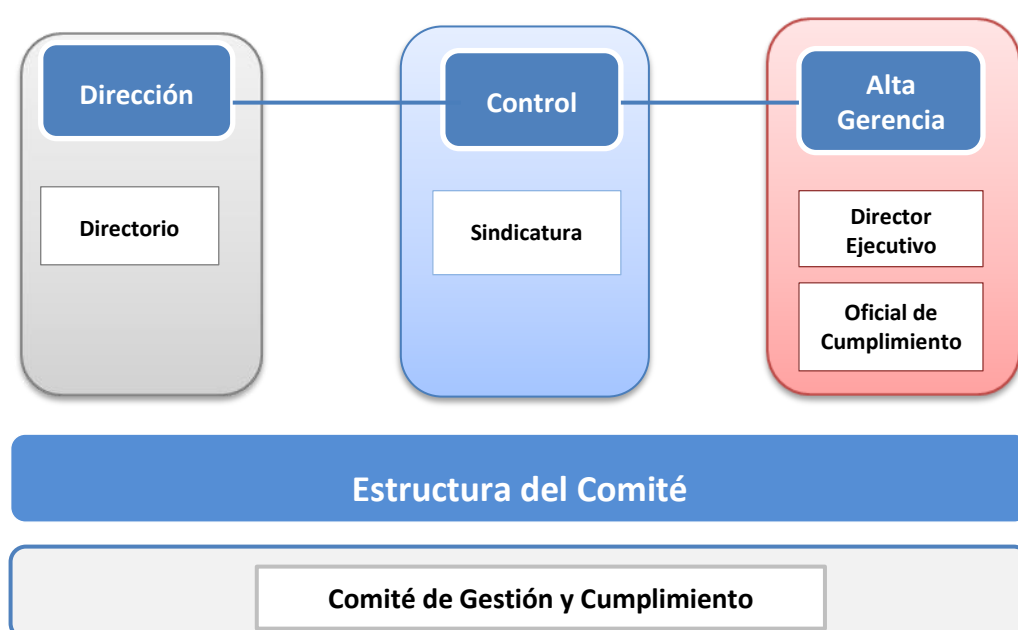 Dirección
Directorio
Control
Sindicatura
Alta
Gerencia
Director
Ejecutivo
Oficial de
Cumplimiento
Estructura del Comité
Comité de Gestión y Cumplimiento